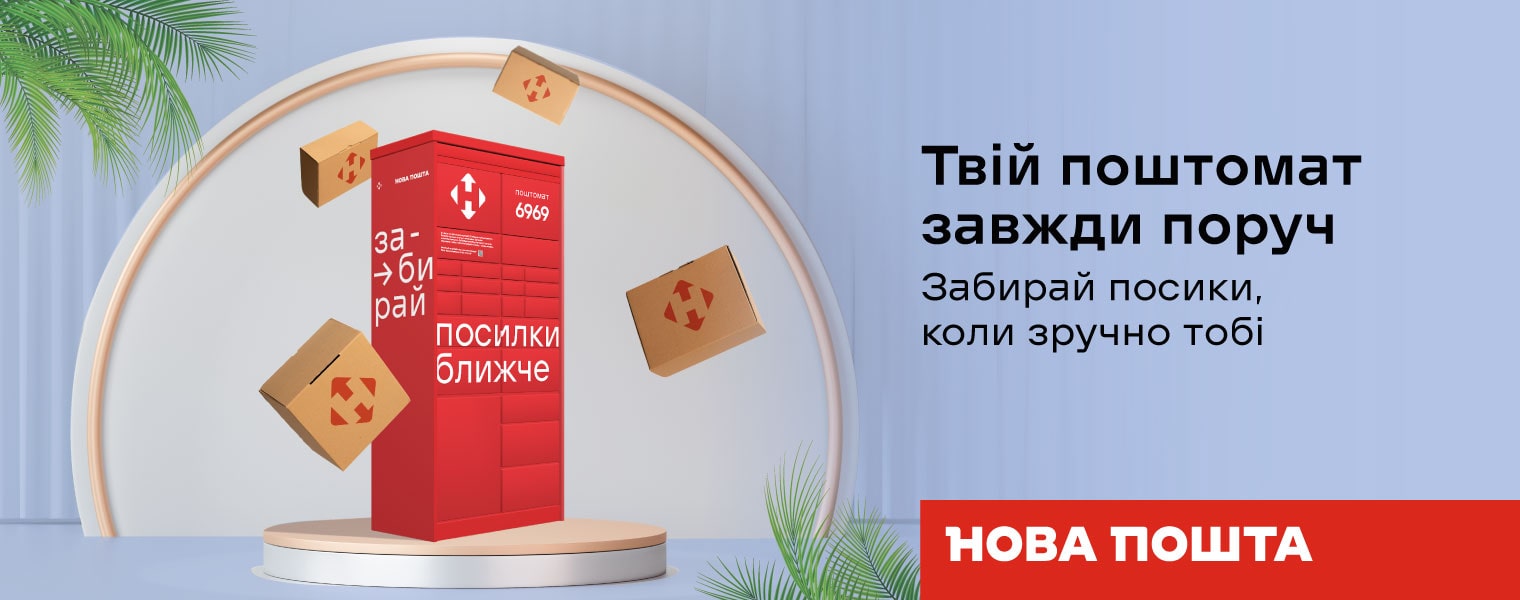 НОВА ПОШТА
поштомат
6969
за-
→би
рай
посилки
ближче
Твій поштомат
завжди поруч
Забирай посики,
коли зручно тобі
НОВА ПОШТА